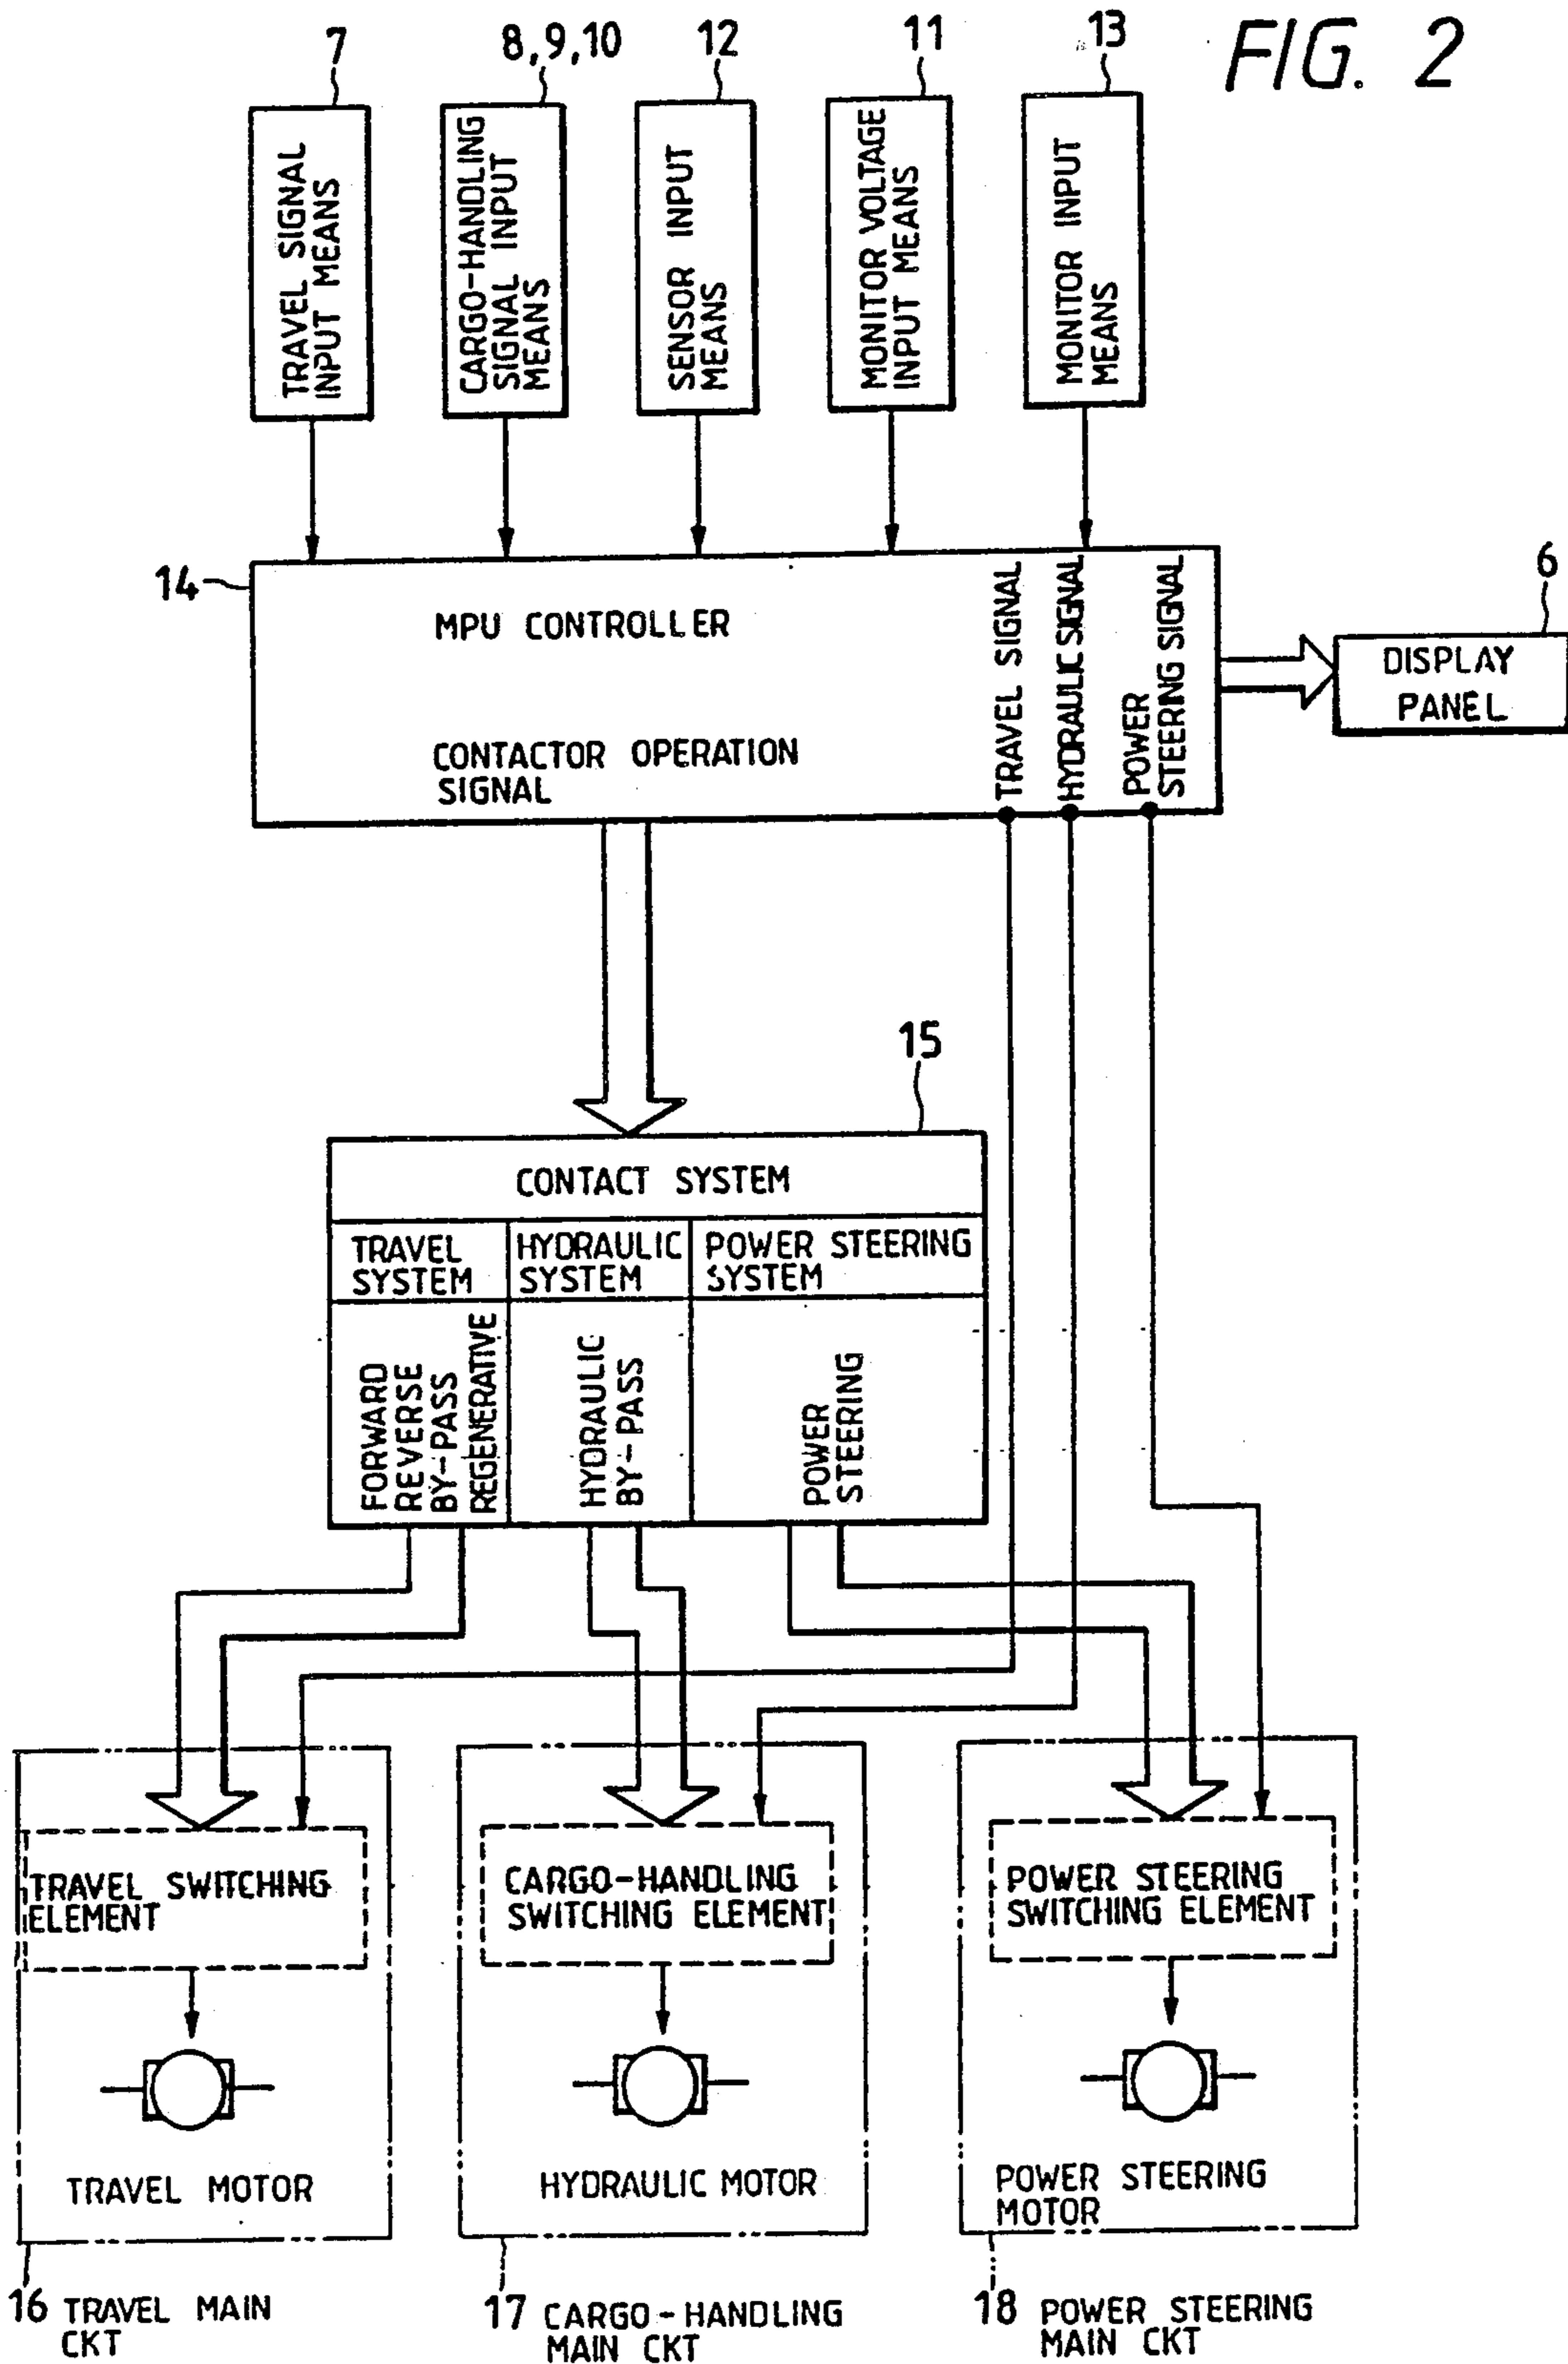 FIG. 2
7
8,9,10
12
11
13
TRAVEL SIGNAL
INPUT MEANS
CARGO-HANDLING
SIGNAL INPUT
MEANS
SENSOR INPUT
MEANS
MONITOR VOLTAGE
INPUT MEANS
MONITOR INPUT
MEANS
14
MPU CONTROLLER
CONTACTOR OPERATION
SIGNAL
TRAVEL SIGNAL
HYDRAULIC SIGNAL
POWER
STEERING SIGNAL
6
DISPLAY
PANEL
15
CONTACT SYSTEM
TRAVEL
SYSTEM
HYDRAULIC
SYSTEM
POWER STEERING
SYSTEM
FORWARD
REVERSE
BY-PASS
REGENERATIVE
HYDRAULIC
BY-PASS
POWER
STEERING
TRAVEL SWITCHING
ELEMENT
CARGO-HANDLING
SWITCHING ELEMENT
POWER STEERING
SWITCHING ELEMENT
TRAVEL MOTOR
HYDRAULIC MOTOR
POWER STEERING
MOTOR
16 TRAVEL MAIN
CKT
17 CARGO-HANDLING
MAIN CKT
18 POWER STEERING
MAIN CKT